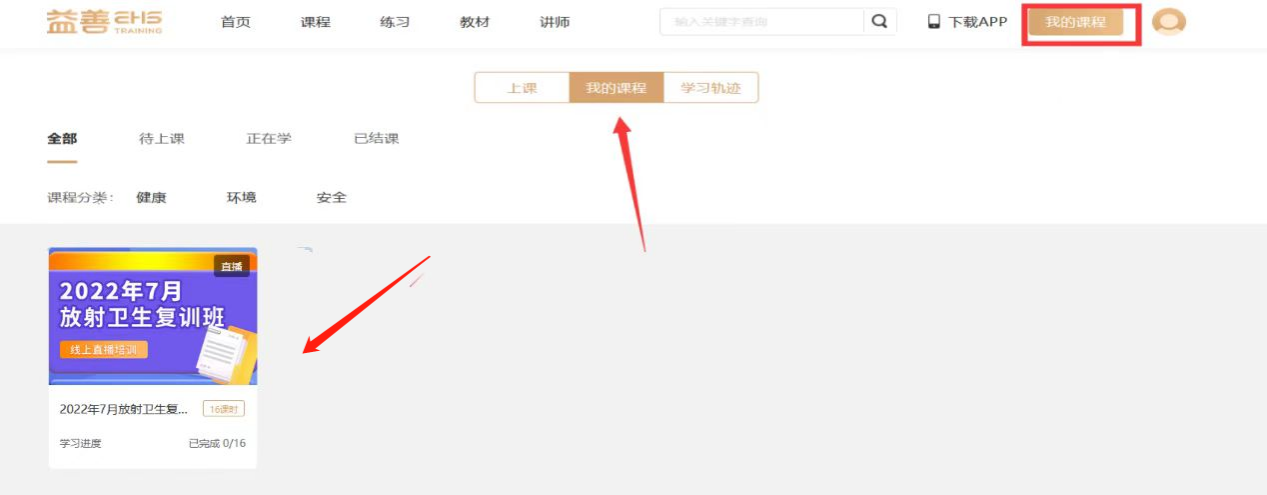 益善 EHS TRAINING
首页 课程 练习 教材 讲师 输入关键字查询 下载APP 我的课程
上课 我的课程 学习轨迹
全部 待上课 正在学 已结课
课程分类： 健康 环境 安全
直播
2022年7月
放射卫生复训班
线上直播培训
2022年7月放射卫生复... 16课时
学习进度 已完成 0/16